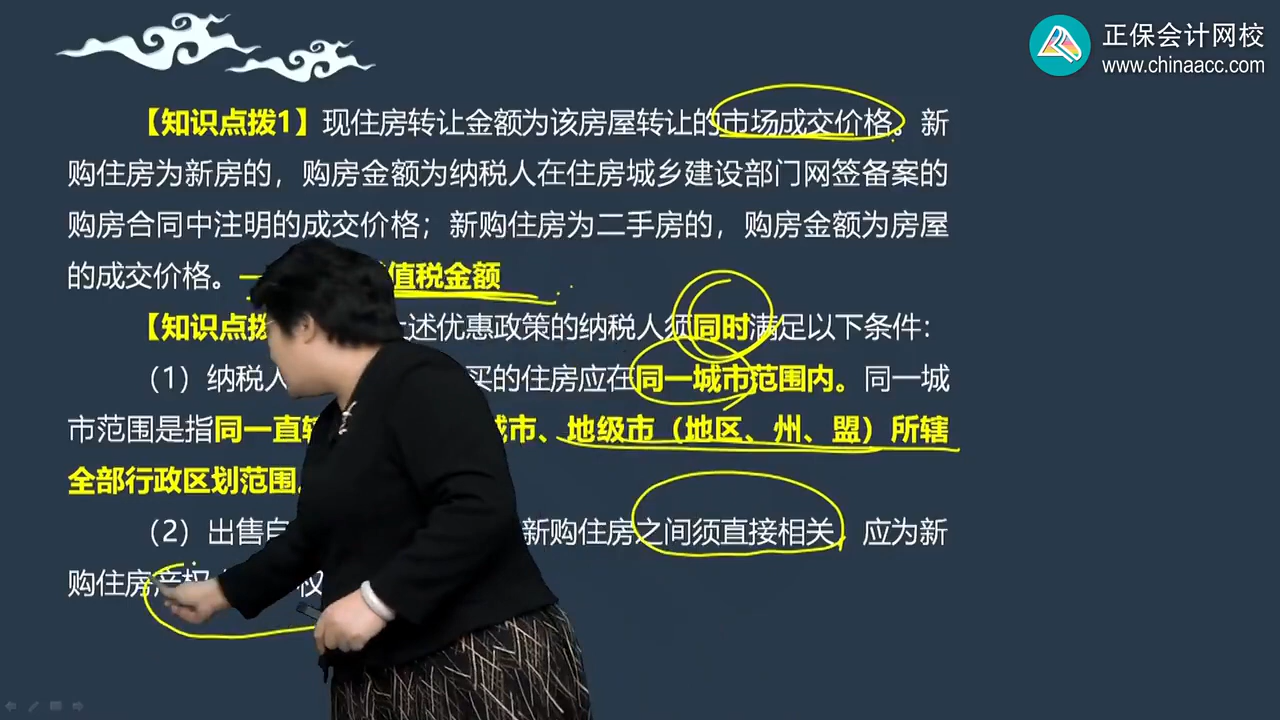 正保会计网校
www.chinaacc.com
【知识点拨1】现住房转让金额为该房屋转让的市场成交价格。新
购住房为新房的，购房金额为纳税人在住房城乡建设部门网签备案的
购房合同中注明的成交价格；新购住房为二手房的，购房金额为房屋
的成交价格。 值税金额
【知识点拨 述优惠政策的纳税人须同时满足以下条件：
（1）纳税人 买的住房应在同一城市范围内。同一城
市范围是指同一直辖 城市、地级市（地区、州、盟）所辖
全部行政区划范围。
（2）出售自 新购住房之间须直接相关，应为新
购住房产权 权